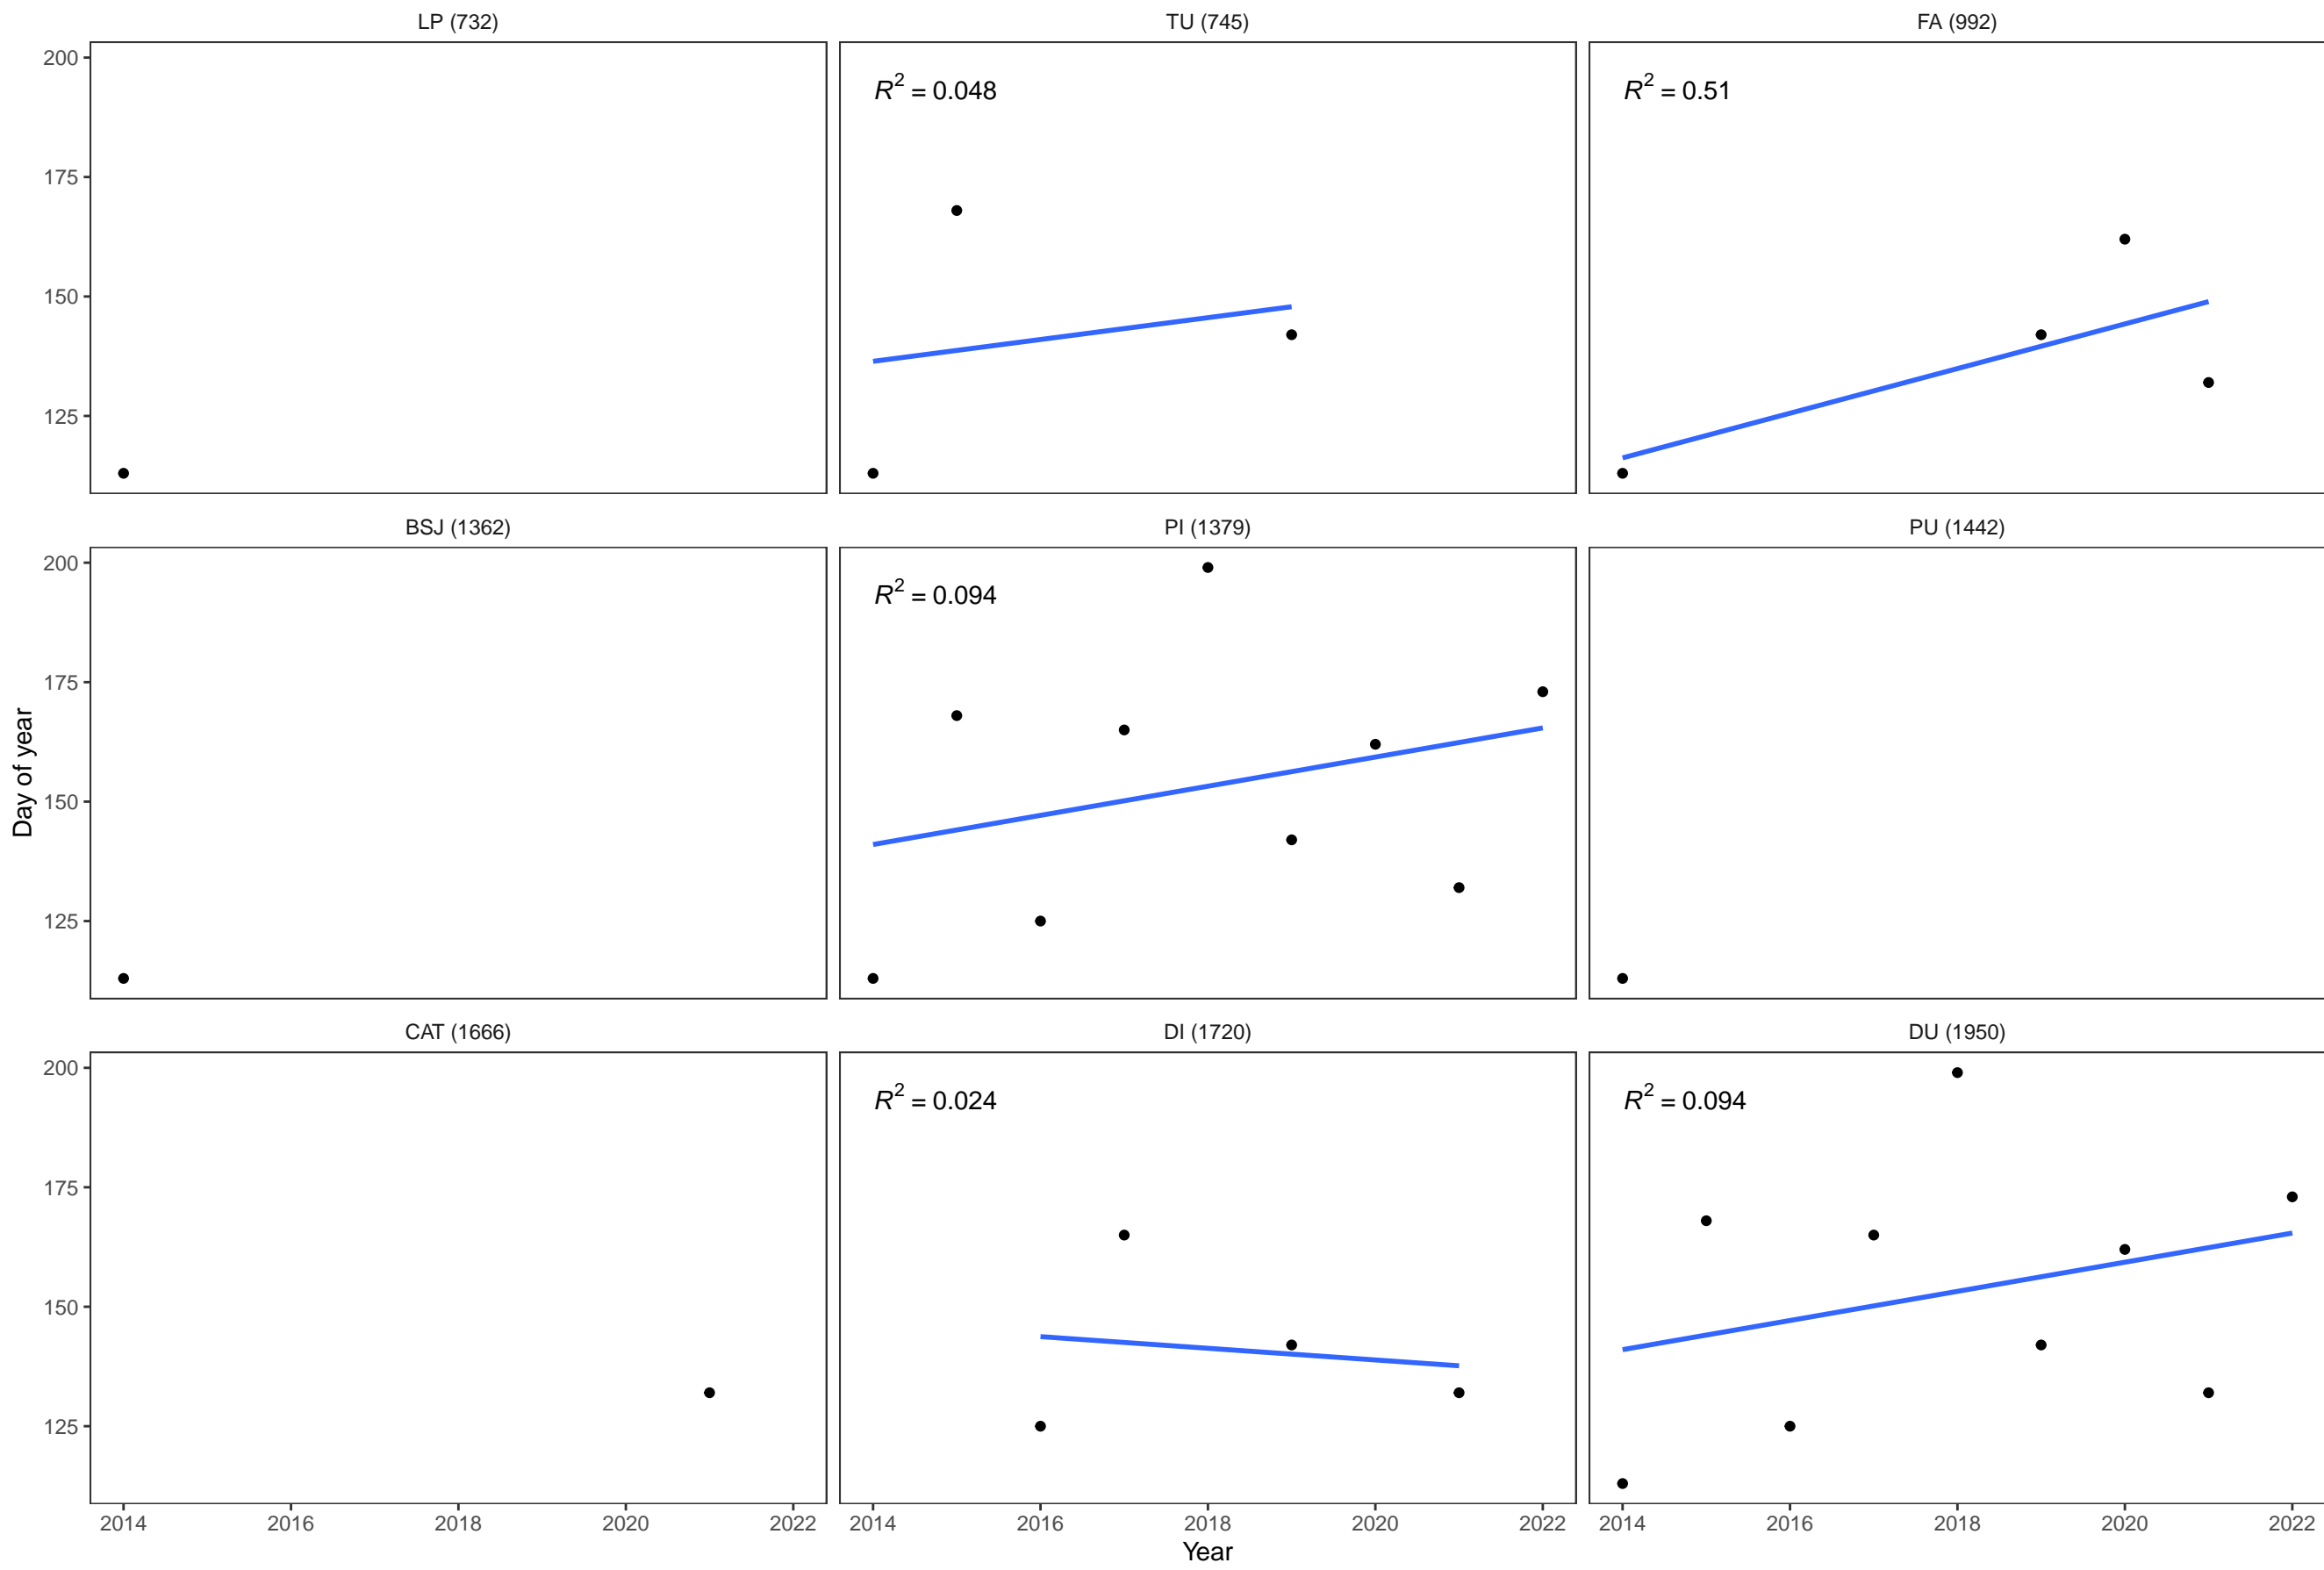 LP (732)
TU (745)
FA (992)
200
175
150
125
R² = 0.048
R² = 0.51
BSJ (1362)
PI (1379)
PU (1442)
200
175
150
125
R² = 0.094
Day of year
CAT (1666)
DI (1720)
DU (1950)
200
175
150
125
R² = 0.024
R² = 0.094
2014 2016 2018 2020 2022
2014 2016 2018 2020 2022
2014 2016 2018 2020 2022
Year